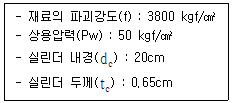 - 재료의 파괴강도(f) : 3800 kgf/㎠
- 상용압력(Pw) : 50 kgf/㎠
- 실린더 내경(dc) : 20cm
- 실린더 두께(tc) : 0.65cm